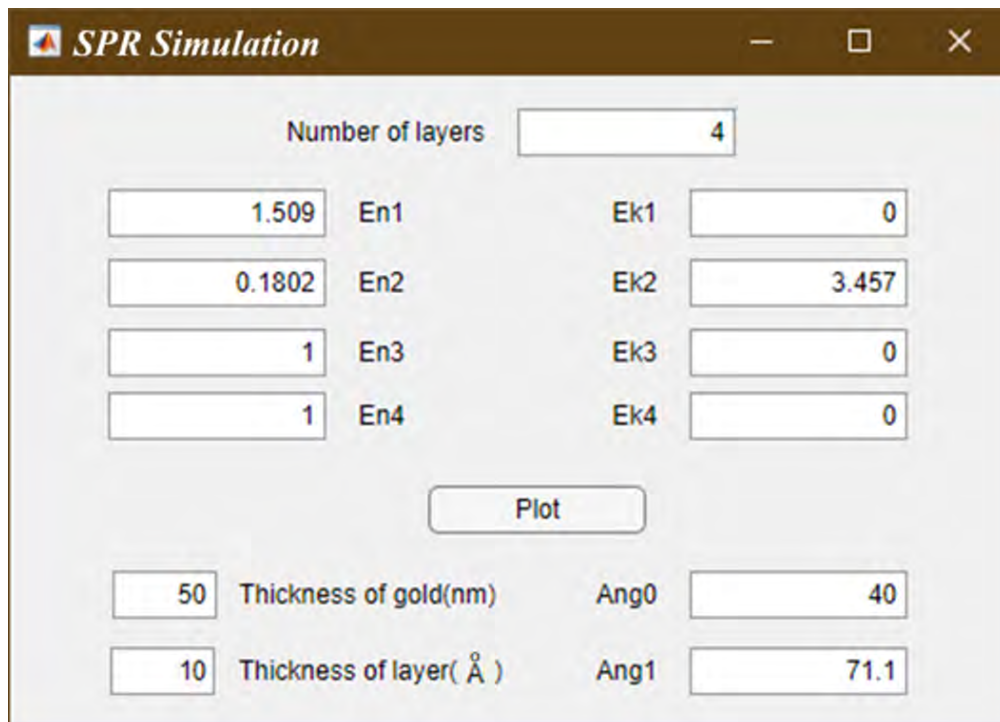 SPR Simulation
Number of layers 4
1.509 En1 Ek1 0
0.1802 En2 Ek2 3.457
1 En3 Ek3 0
1 En4 Ek4 0
Plot
50 Thickness of gold(nm) Ang0 40
10 Thickness of layer( Å ) Ang1 71.1